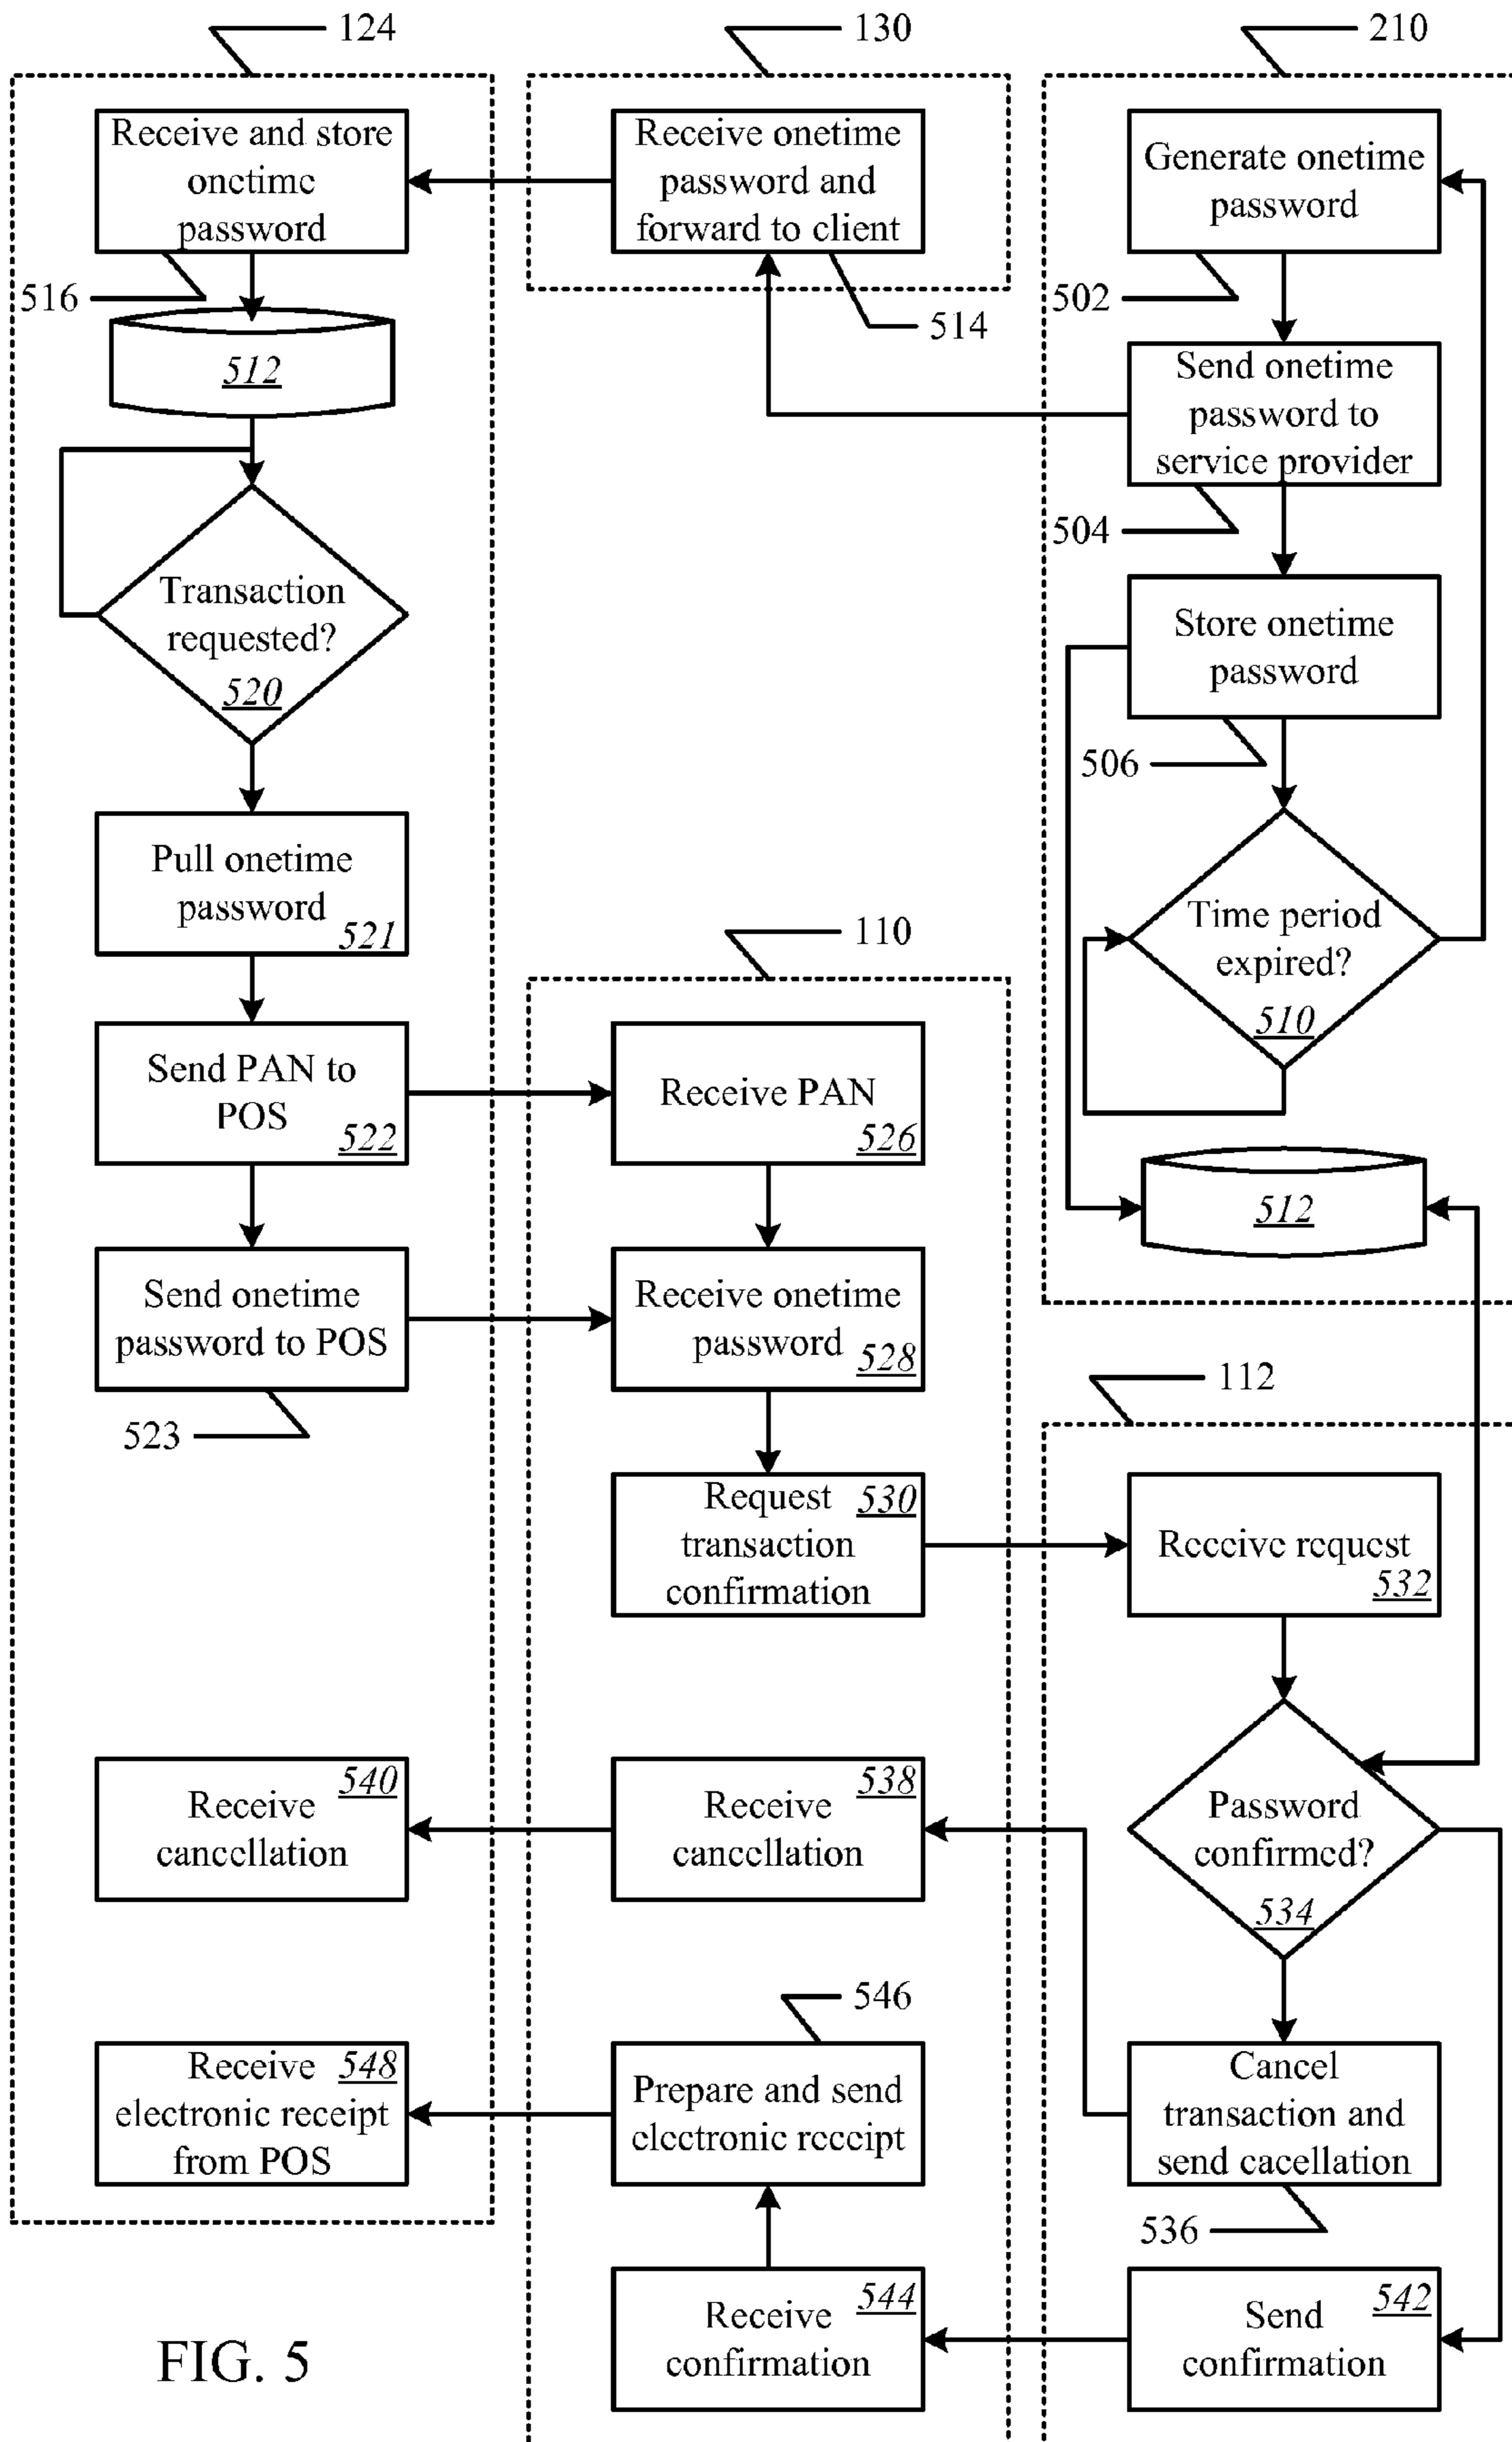 124
130
210
Receive and store
onetime
password
516
512
Transaction
requested?
520
Pull onetime
password
521
Send PAN to
POS
522
Send onetime
password to POS
523
Receive
cancellation
540
Receive
electronic receipt
from POS
548
Receive onetime
password and
forward to client
514
110
Receive PAN
526
Receive onetime
password
528
Request
transaction
confirmation
530
Receive
cancellation
538
546
Prepare and send
electronic receipt
Receive
confirmation
544
Generate onetime
password
502
Send onetime
password to
service provider
504
Store onetime
password
506
Time period
expired?
510
512
112
Receive request
532
Password
confirmed?
534
Cancel
transaction and
send cacellation
536
Send
confirmation
542
FIG. 5